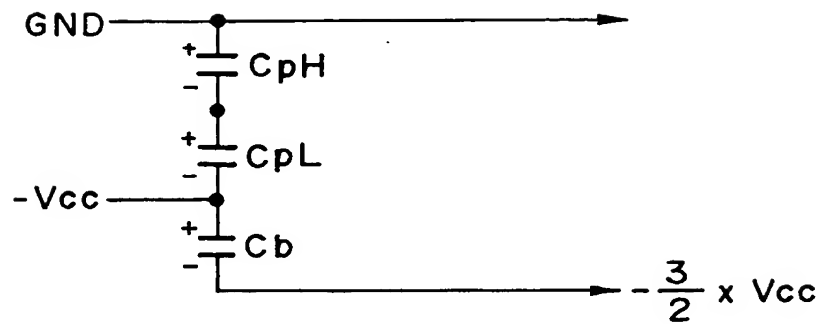 GND
+
CpH
-
+
CpL
-
-Vcc
+
Cb
-
- 3/2 x Vcc